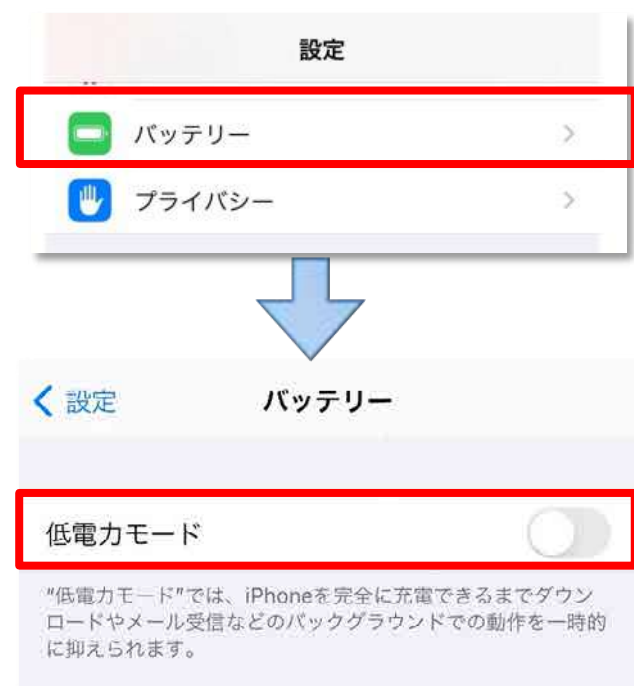 設定
バッテリー
プライバシー
設定
バッテリー
低電力モード
“低電力モード”では、iPhoneを完全に充電できるまでダウン
ロードやメール受信などのバックグラウンドでの動作を一時的
に抑えられます。